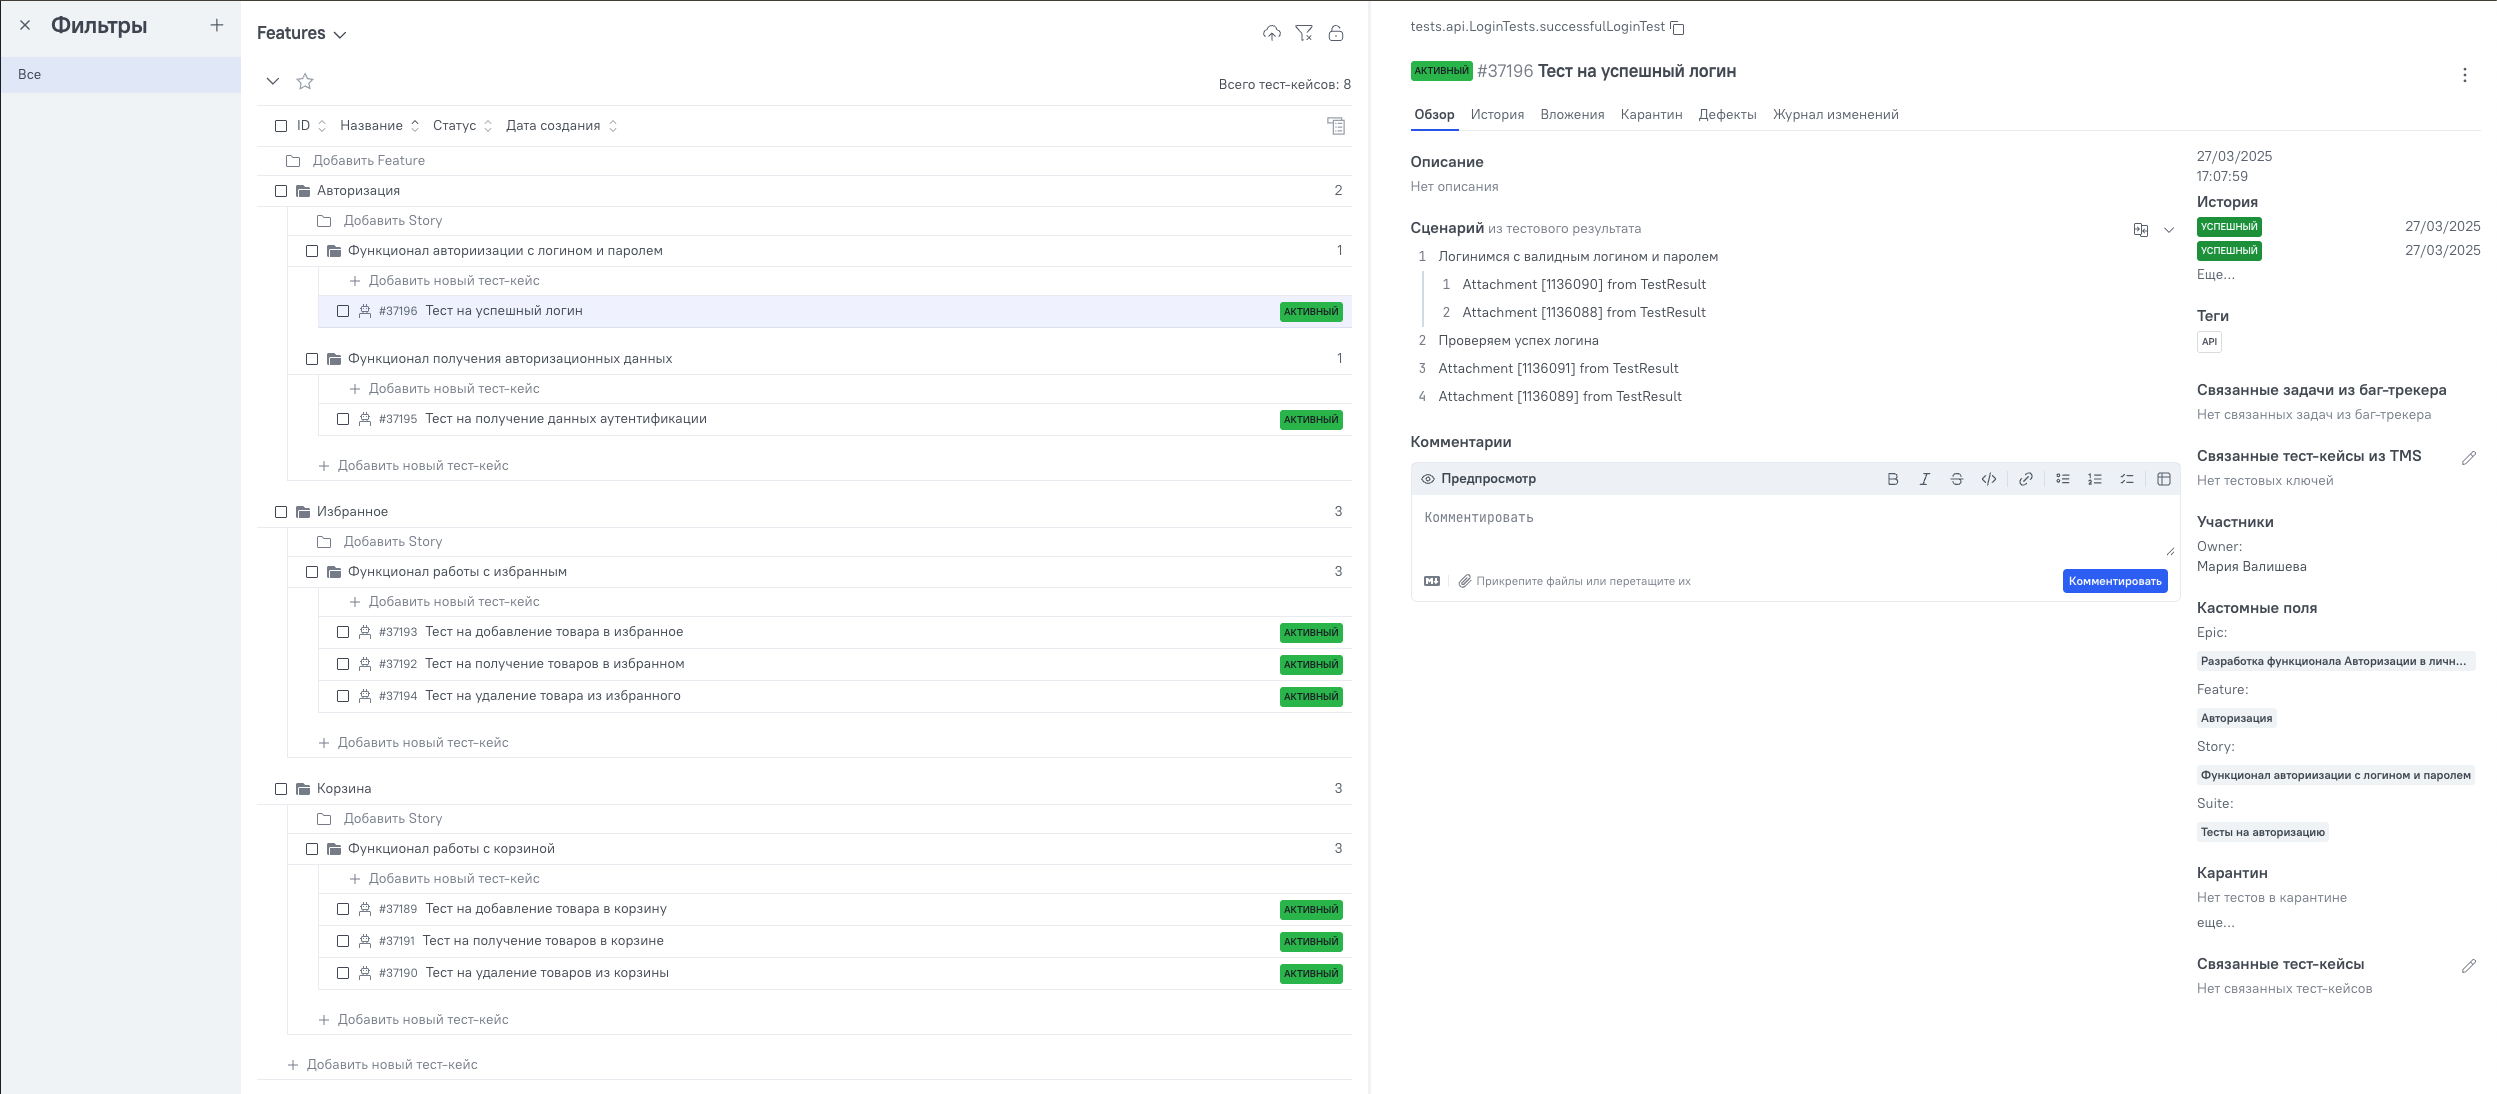 Фильтры
Все
Features
Всего тест-кейсов: 8
ID Название Статус Дата создания
Добавить Feature
Авторизация 2
Добавить Story
Функционал авториизации с логином и паролем 1
Добавить новый тест-кейс
#37196 Тест на успешный логин АКТИВНЫЙ
Функционал получения авторизационных данных 1
Добавить новый тест-кейс
#37195 Тест на получение данных аутентификации АКТИВНЫЙ
Добавить новый тест-кейс
Избранное 3
Добавить Story
Функционал работы с избранным 3
Добавить новый тест-кейс
#37193 Тест на добавление товара в избранное АКТИВНЫЙ
#37192 Тест на получение товаров в избранном АКТИВНЫЙ
#37194 Тест на удаление товара из избранного АКТИВНЫЙ
Добавить новый тест-кейс
Корзина 3
Добавить Story
Функционал работы с корзиной 3
Добавить новый тест-кейс
#37189 Тест на добавление товара в корзину АКТИВНЫЙ
#37191 Тест на получение товаров в корзине АКТИВНЫЙ
#37190 Тест на удаление товаров из корзины АКТИВНЫЙ
Добавить новый тест-кейс
Добавить новый тест-кейс
tests.api.LoginTests.successfulLoginTest
АКТИВНЫЙ #37196 Тест на успешный логин
Обзор История Вложения Карантин Дефекты Журнал изменений
Описание
Нет описания
Сценарий из тестового результата
1 Логинимся с валидным логином и паролем
1 Attachment [1136090] from TestResult
2 Attachment [1136088] from TestResult
2 Проверяем успех логина
3 Attachment [1136091] from TestResult
4 Attachment [1136089] from TestResult
Комментарии
Предпросмотр
Комментировать
Прикрепите файлы или перетащите их
Комментировать
27/03/2025
17:07:59
История
УСПЕШНЫЙ 27/03/2025
УСПЕШНЫЙ 27/03/2025
Еще...
Теги
API
Связанные задачи из баг-трекера
Нет связанных задач из баг-трекера
Связанные тест-кейсы из TMS
Нет тестовых ключей
Участники
Owner:
Мария Валишева
Кастомные поля
Epic:
Разработка функционала Авторизации в личн...
Feature:
Авторизация
Story:
Функционал авториизации с логином и паролем
Suite:
Тесты на авторизацию
Карантин
Нет тестов в карантине
еще...
Связанные тест-кейсы
Нет связанных тест-кейсов